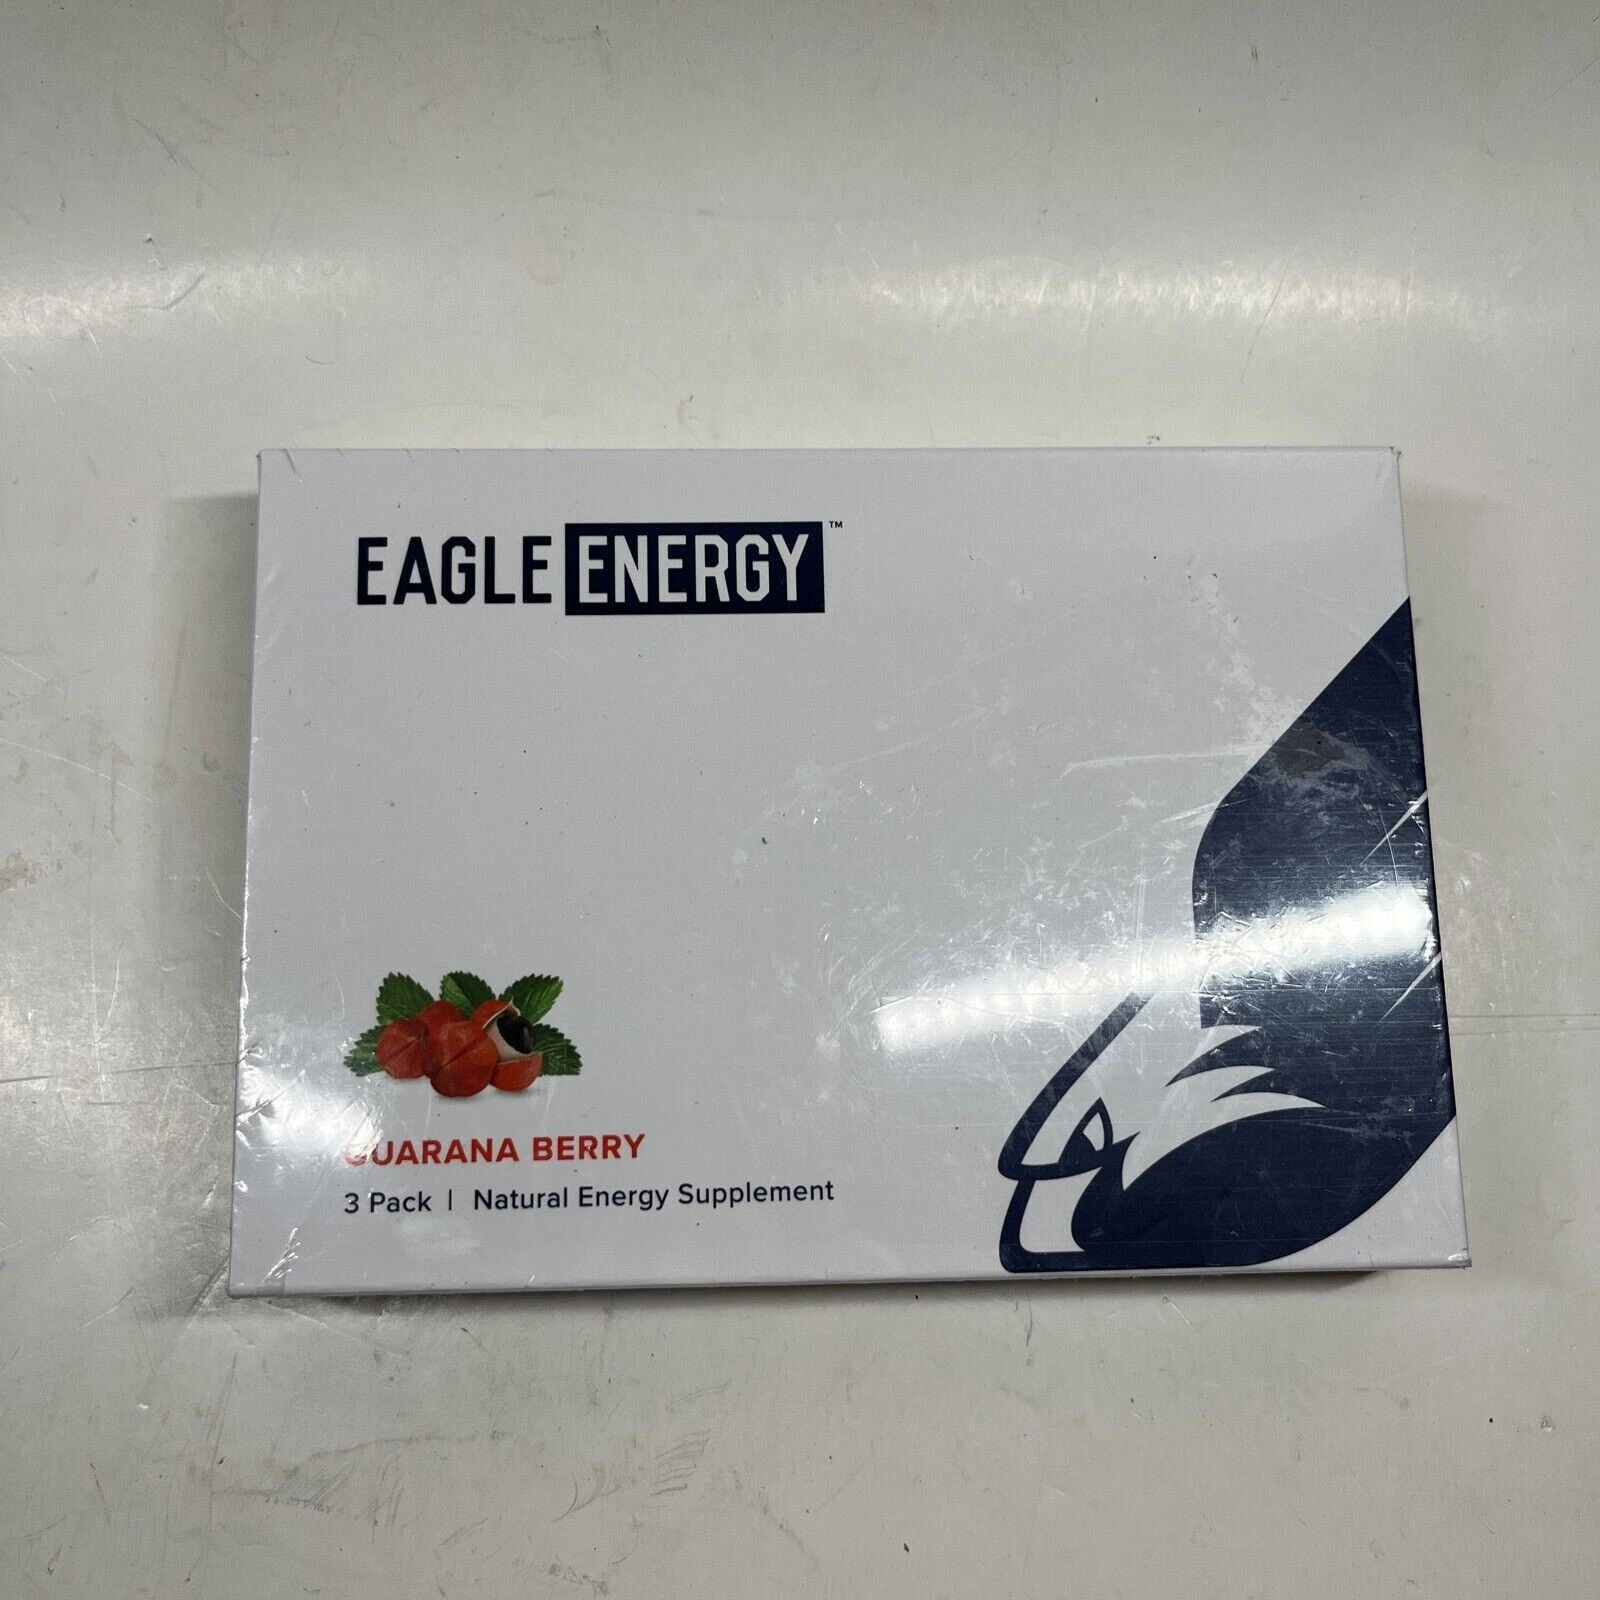 EAGLE ENERGY™
GUARANA BERRY
3 Pack | Natural Energy Supplement